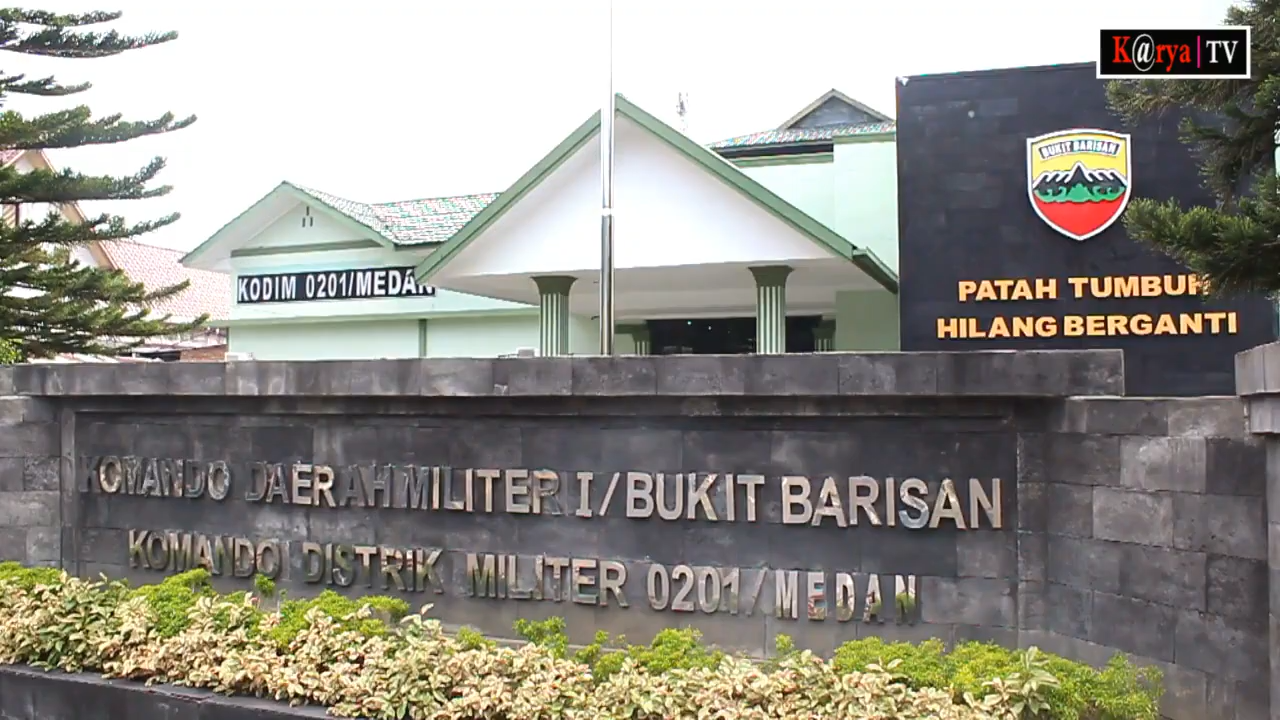 K@rya|TV
BUKIT BARISAN
KODIM 0201/MEDAN
PATAH TUMBUH
HILANG BERGANTI
KOMANDO DAERAH MILITER I/BUKIT BARISAN
KOMANDO DISTRIK MILITER 0201/MEDAN